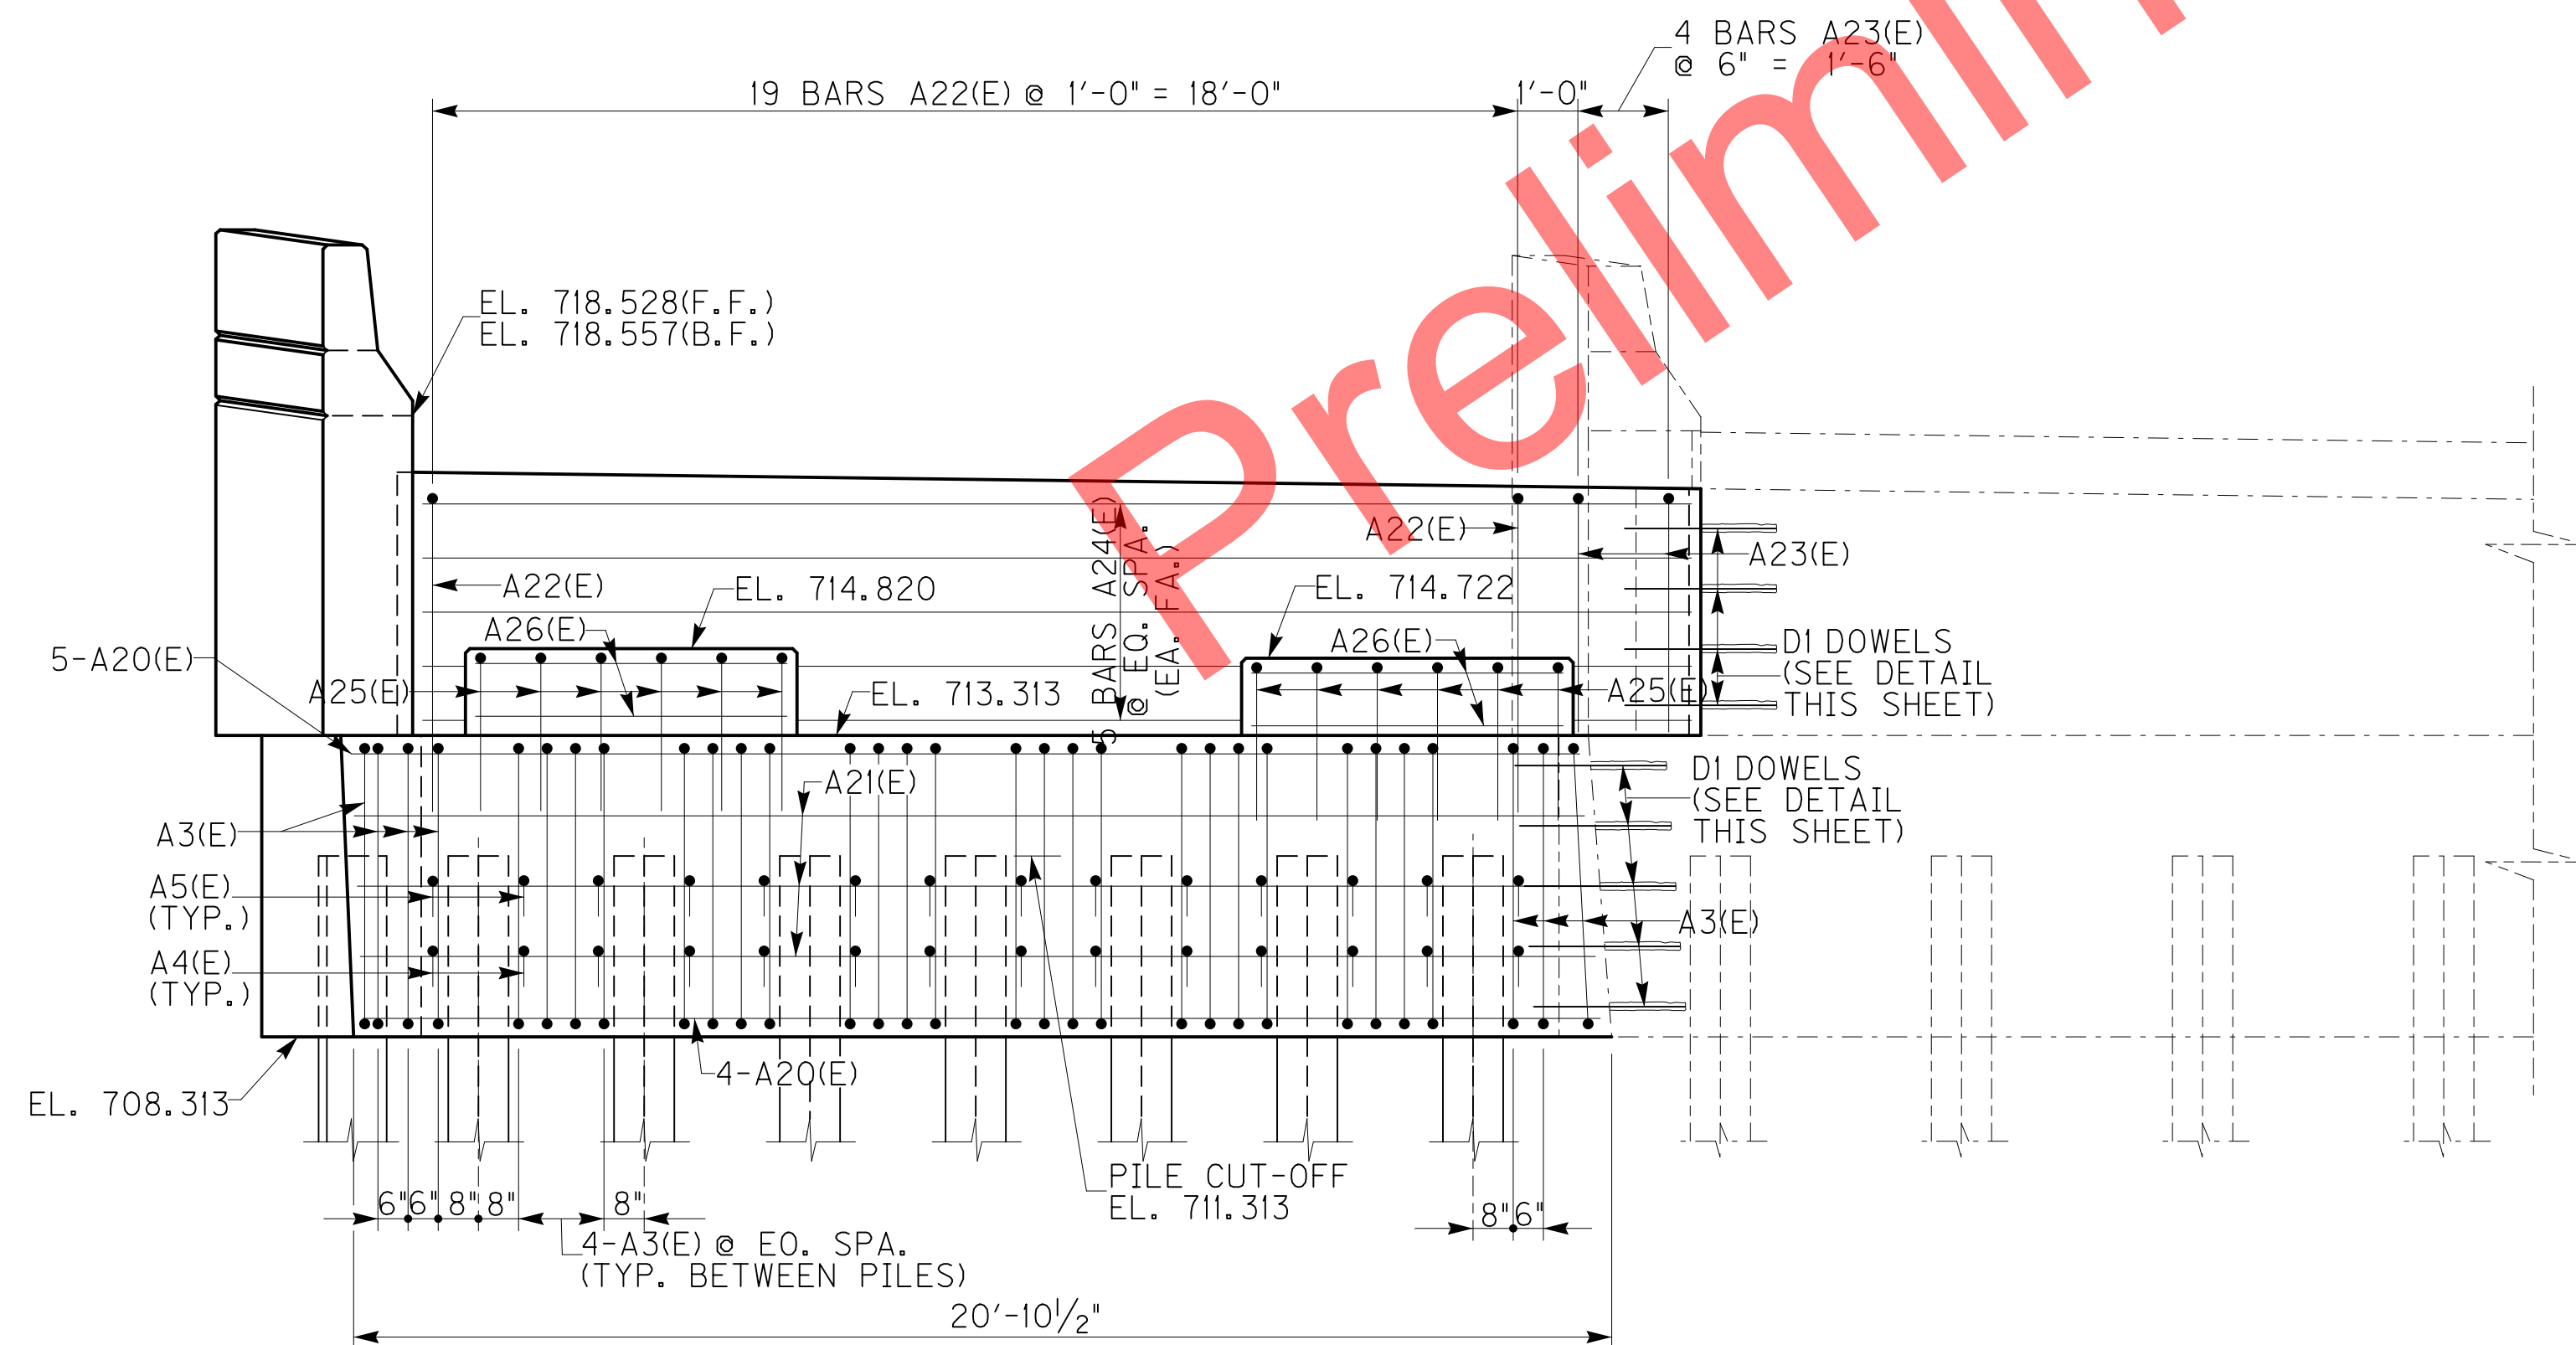 4 BARS A23(E)
@ 6" = 1'-6"
19 BARS A22(E) @ 1'-0" = 18'-0"
1'-0"
Prelimin
EL. 718.528(F.F.)
EL. 718.557(B.F.)
5 BARS A24(E)
@ EQ. SPA.
(EA. FA.)
A22(E)
A23(E)
A22(E)
EL. 714.820
EL. 714.722
A26(E)
A26(E)
5-A20(E)
D1 DOWELS
(SEE DETAIL
THIS SHEET)
A25(E)
EL. 713.313
A25(E)
A21(E)
D1 DOWELS
(SEE DETAIL
THIS SHEET)
A3(E)
A5(E)
(TYP.)
A3(E)
A4(E)
(TYP.)
4-A20(E)
EL. 708.313
PILE CUT-OFF
EL. 711.313
6" 6" 8" 8"
8"
8" 6"
4-A3(E) @ EQ. SPA.
(TYP. BETWEEN PILES)
20'-10 1/2"